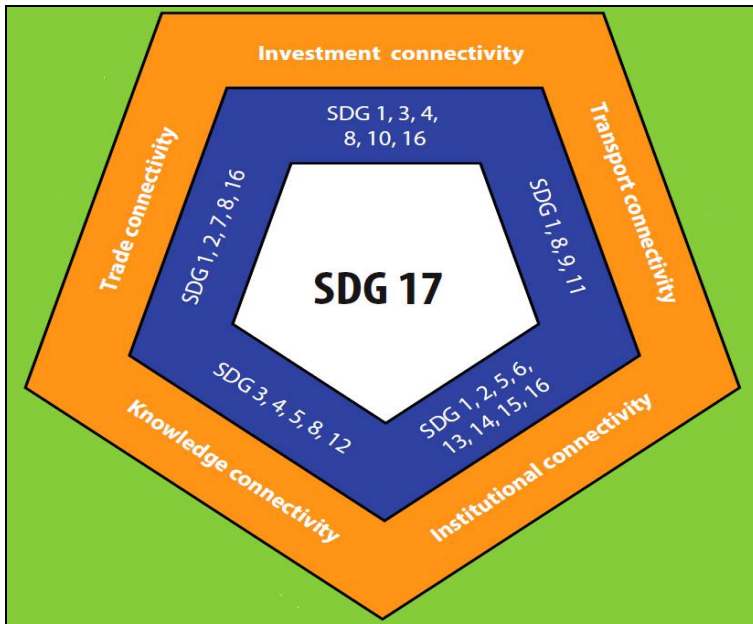 Investment connectivity
SDG 1, 3, 4,
8, 10, 16
Trade connectivity
SDG 1, 2, 7, 8, 16
SDG 1, 8, 9, 11
Transport connectivity
SDG 17
SDG 3, 4, 5, 8, 12
SDG 1, 2, 5, 6,
13, 14, 15, 16
Knowledge connectivity
Institutional connectivity